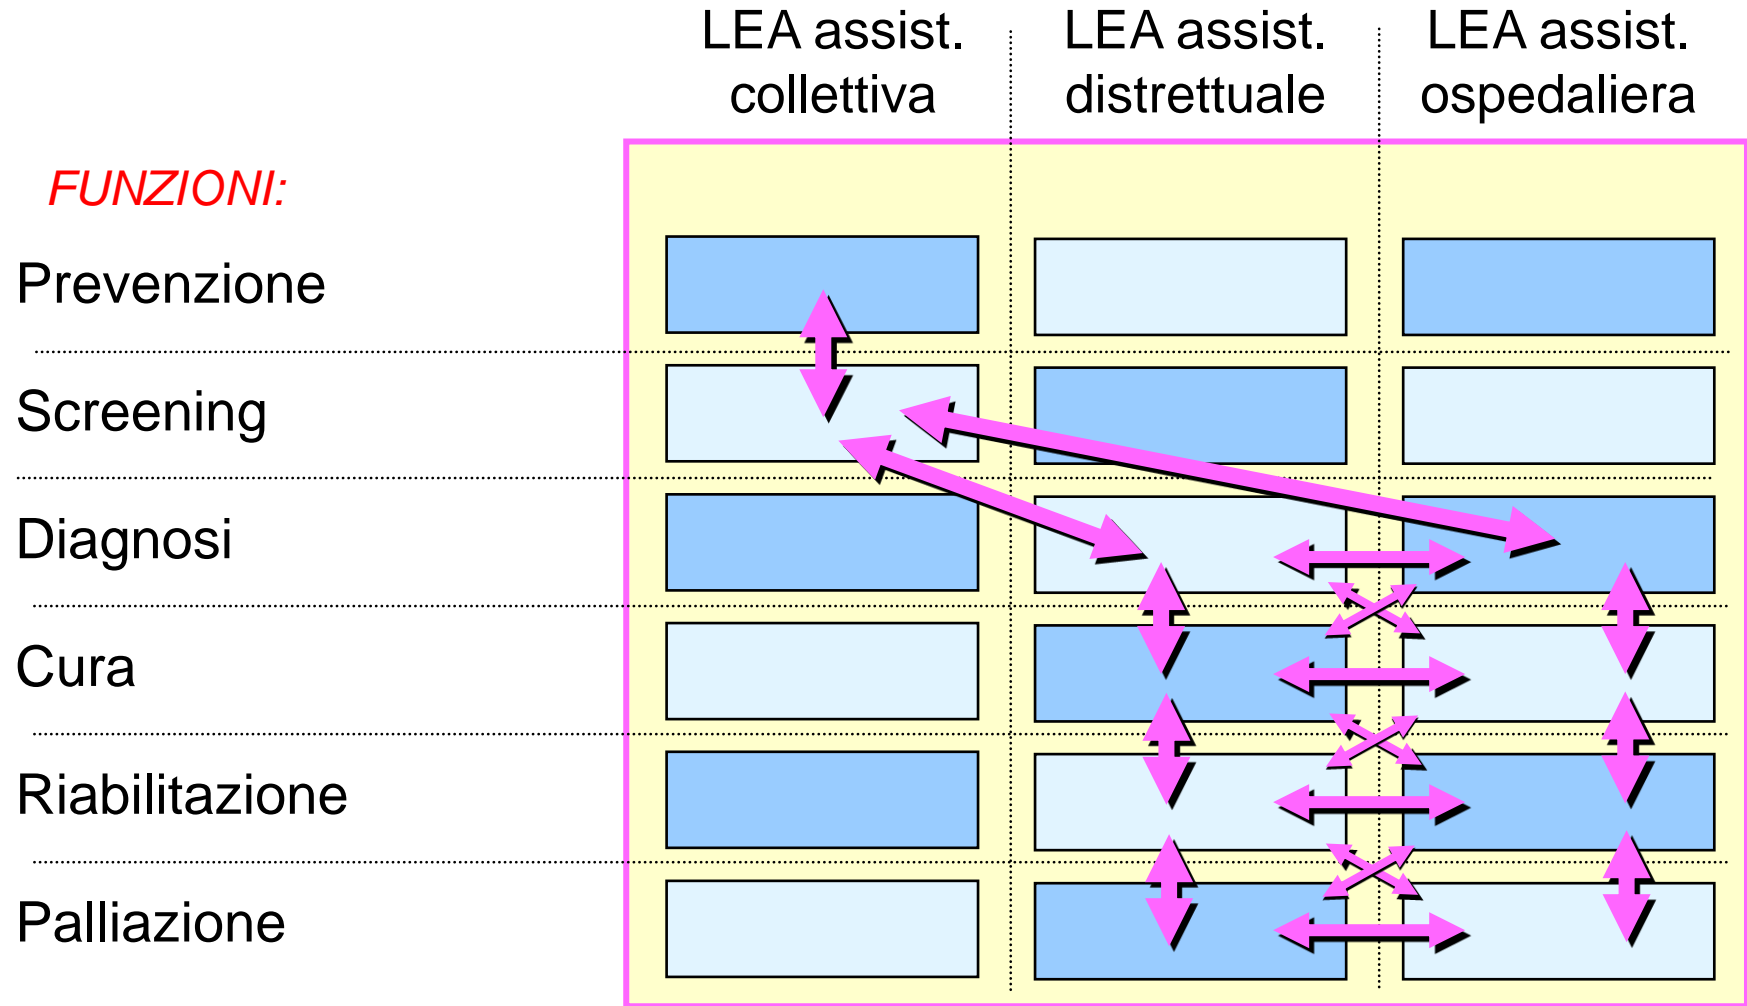 LEA assist. LEA assist. LEA assist.
collettiva distrettuale ospedaliera
FUNZIONI:
Prevenzione
Screening
Diagnosi
Cura
Riabilitazione
Palliazione